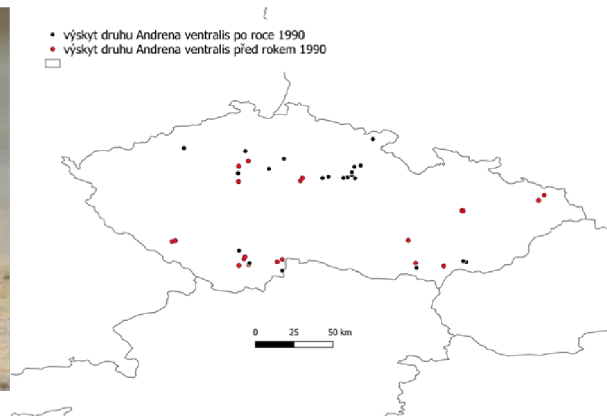 výskyt druhu Andrena ventralis po roce 1990
výskyt druhu Andrena ventralis před rokem 1990
0 25 50 km